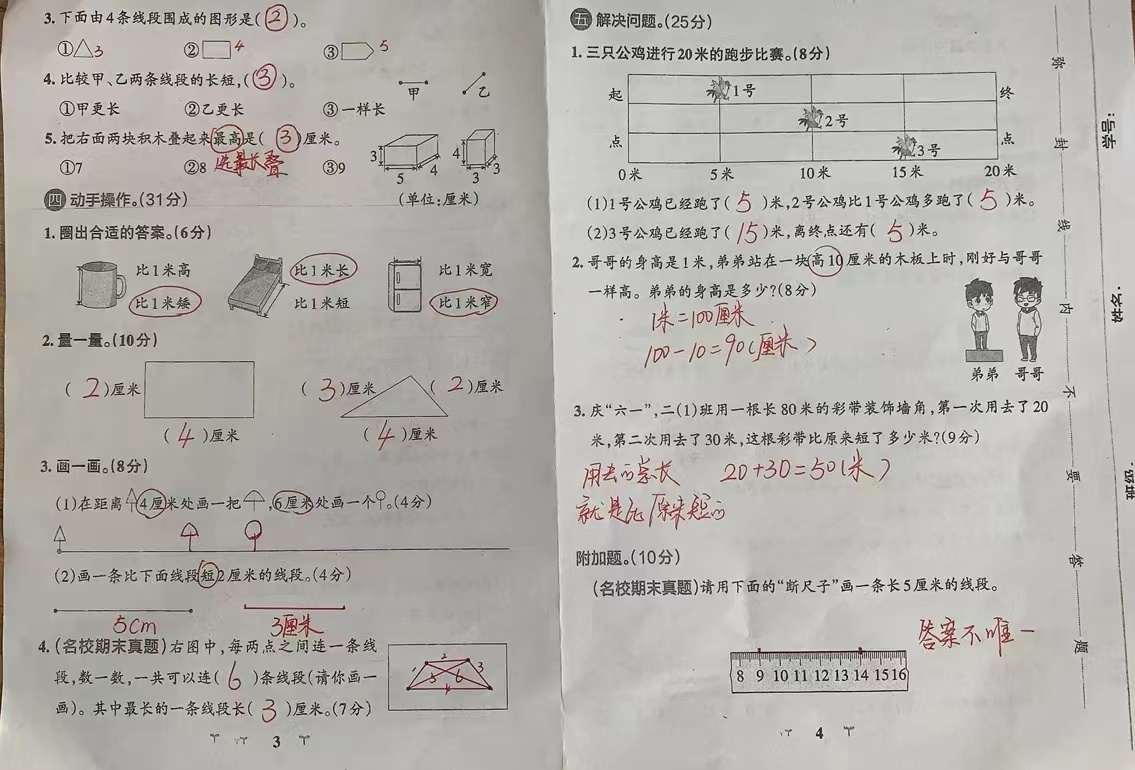 3. 下面由4条线段围成的图形是( 2 )。
① 3 ② 4 ③ 5
4. 比较甲、乙两条线段的长短,( ③ )。
甲 乙
①甲更长 ②乙更长 ③一样长
5. 把右面两块积木叠起来最高是( 3 )厘米。
①7 ②8 选最长叠 ③9
3 5 4 4 3 3
四 动手操作。(31分) (单位:厘米)
1. 圈出合适的答案。(6分)
比1米高 比1米长 比1米宽
比1米矮 比1米短 比1米窄
2. 量一量。(10分)
( 2 )厘米 ( 3 )厘米 ( 2 )厘米
( 4 )厘米 ( 4 )厘米
3. 画一画。(8分)
(1)在距离 4厘米处画一把 ,6厘米处画一个 。(4分)
(2)画一条比下面线段短2厘米的线段。(4分)
5cm 3厘米
4. (名校期末真题)右图中,每两点之间连一条线
段,数一数,一共可以连( 6 )条线段(请你画一
画)。其中最长的一条线段长( 3 )厘米。(7分)
1 2 3 5 6 4
3
五 解决问题。(25分)
1. 三只公鸡进行20米的跑步比赛。(8分)
起 1号 终
2号
点 3号 点
0米 5米 10米 15米 20米
(1)1号公鸡已经跑了( 5 )米,2号公鸡比1号公鸡多跑了( 5 )米。
(2)3号公鸡已经跑了( 15 )米,离终点还有( 5 )米。
2. 哥哥的身高是1米,弟弟站在一块高10厘米的木板上时,刚好与哥哥
一样高。弟弟的身高是多少?(8分)
1米=100厘米
100-10=90(厘米)
弟弟 哥哥
3. 庆“六一”,二(1)班用一根长80米的彩带装饰墙角,第一次用去了20
米,第二次用去了30米,这根彩带比原来短了多少米?(9分)
用去的总长 20+30=50(米)
就是比原来短的
附加题。(10分)
(名校期末真题)请用下面的“断尺子”画一条长5厘米的线段。
答案不唯一
8 9 10 11 12 13 14 15 16
4
弥 封 线 内 不 要 答 题
学号:
姓名:
班级: